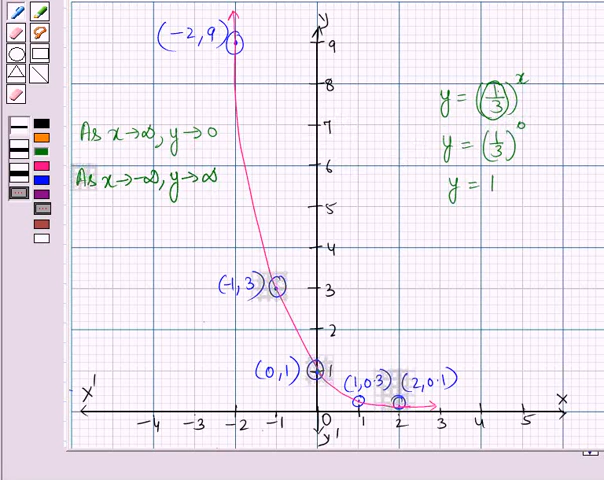 y
(-2,9)
9
8
y = (1/3)^x
7
As x→∞, y→0
y = (1/3)^0
6
As x→-∞, y→∞
y = 1
5
4
(-1,3)
3
2
(0,1)
1
(1,0.3) (2,0.1)
X'
X
-4 -3 -2 -1 0 1 2 3 4 5
y'